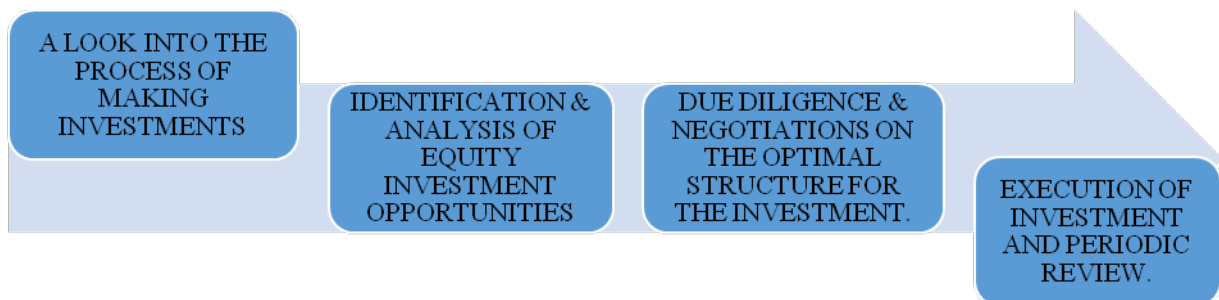 A LOOK INTO THE
PROCESS OF
MAKING
INVESTMENTS
IDENTIFICATION &
ANALYSIS OF
EQUITY
INVESTMENT
OPPORTUNITIES
DUE DILIGENCE &
NEGOTIATIONS ON
THE OPTIMAL
STRUCTURE FOR
THE INVESTMENT.
EXECUTION OF
INVESTMENT
AND PERIODIC
REVIEW.